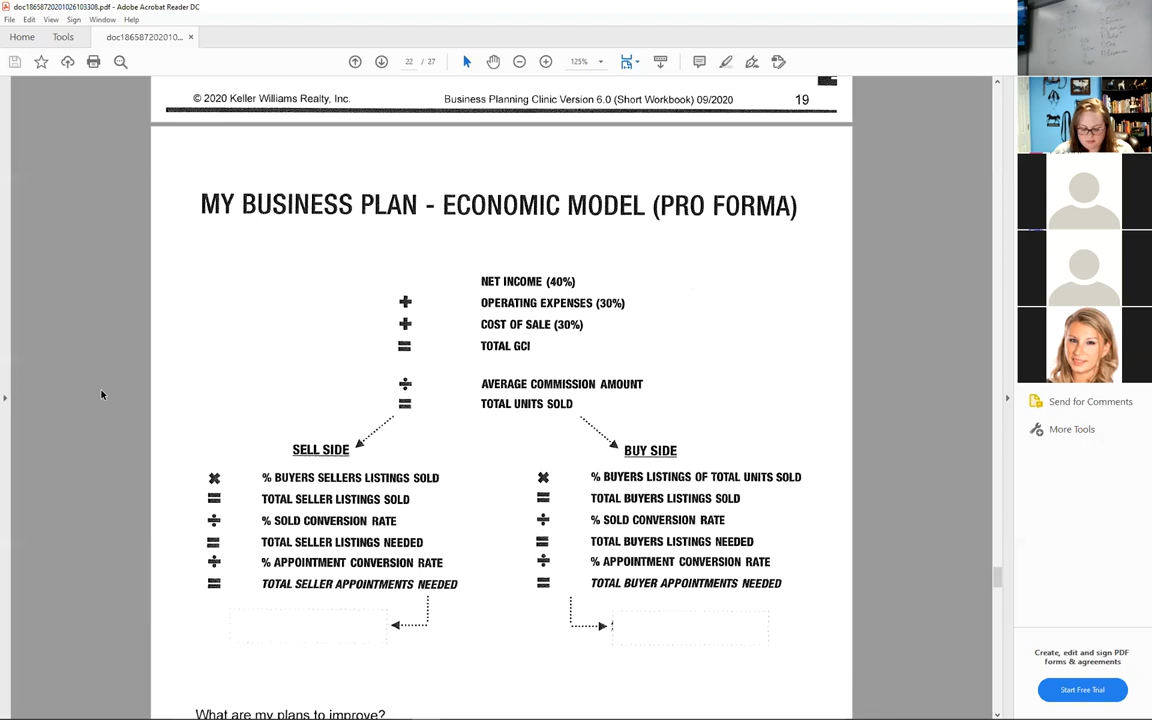 doc18658720201026103308.pdf - Adobe Acrobat Reader DC
File Edit View Sign Window Help
Home Tools doc186587202010... ×
22 / 27 125%
© 2020 Keller Williams Realty, Inc. Business Planning Clinic Version 6.0 (Short Workbook) 09/2020 19
MY BUSINESS PLAN - ECONOMIC MODEL (PRO FORMA)
NET INCOME (40%)
+ OPERATING EXPENSES (30%)
+ COST OF SALE (30%)
= TOTAL GCI
÷ AVERAGE COMMISSION AMOUNT
= TOTAL UNITS SOLD
SELL SIDE
× % BUYERS SELLERS LISTINGS SOLD
= TOTAL SELLER LISTINGS SOLD
÷ % SOLD CONVERSION RATE
= TOTAL SELLER LISTINGS NEEDED
÷ % APPOINTMENT CONVERSION RATE
= TOTAL SELLER APPOINTMENTS NEEDED
BUY SIDE
× % BUYERS LISTINGS OF TOTAL UNITS SOLD
= TOTAL BUYERS LISTINGS SOLD
÷ % SOLD CONVERSION RATE
= TOTAL BUYERS LISTINGS NEEDED
÷ % APPOINTMENT CONVERSION RATE
= TOTAL BUYER APPOINTMENTS NEEDED
What are my plans to improve?
Send for Comments
More Tools
Create, edit and sign PDF
forms & agreements
Start Free Trial